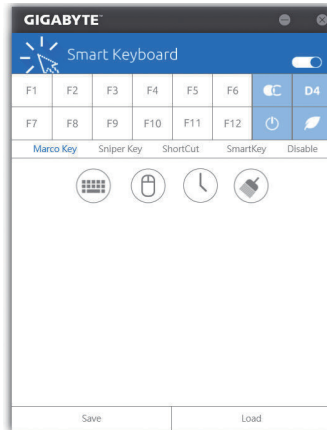 GIGABYTE™
Smart Keyboard
F1 F2 F3 F4 F5 F6 D4
F7 F8 F9 F10 F11 F12
Marco Key Sniper Key ShortCut SmartKey Disable
Save Load